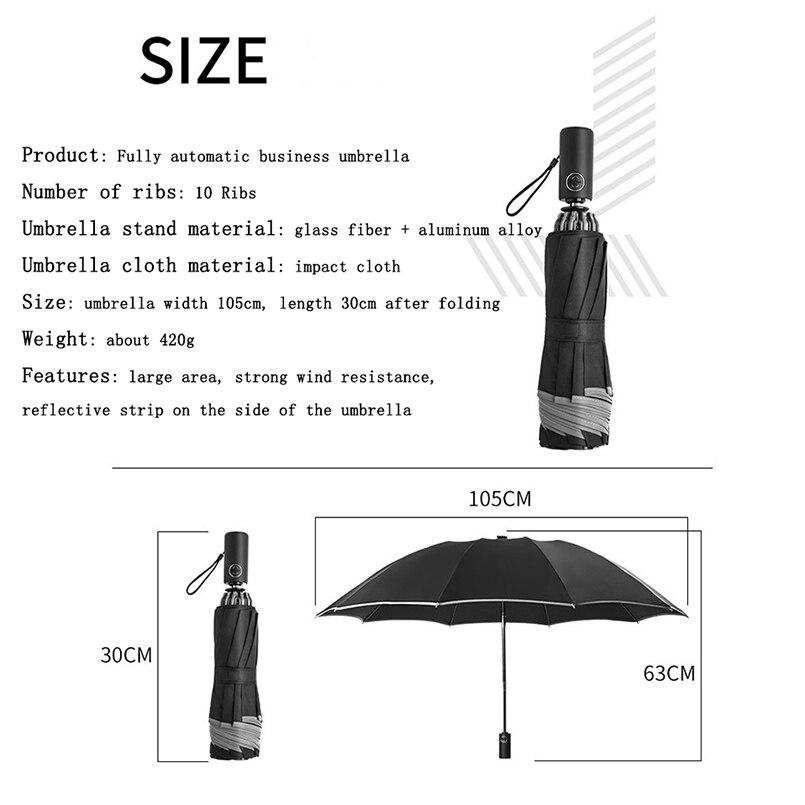 SIZE
Product: Fully automatic business umbrella
Number of ribs: 10 Ribs
Umbrella stand material: glass fiber + aluminum alloy
Umbrella cloth material: impact cloth
Size: umbrella width 105cm, length 30cm after folding
Weight: about 420g
Features: large area, strong wind resistance,
reflective strip on the side of the umbrella
105CM
30CM
63CM